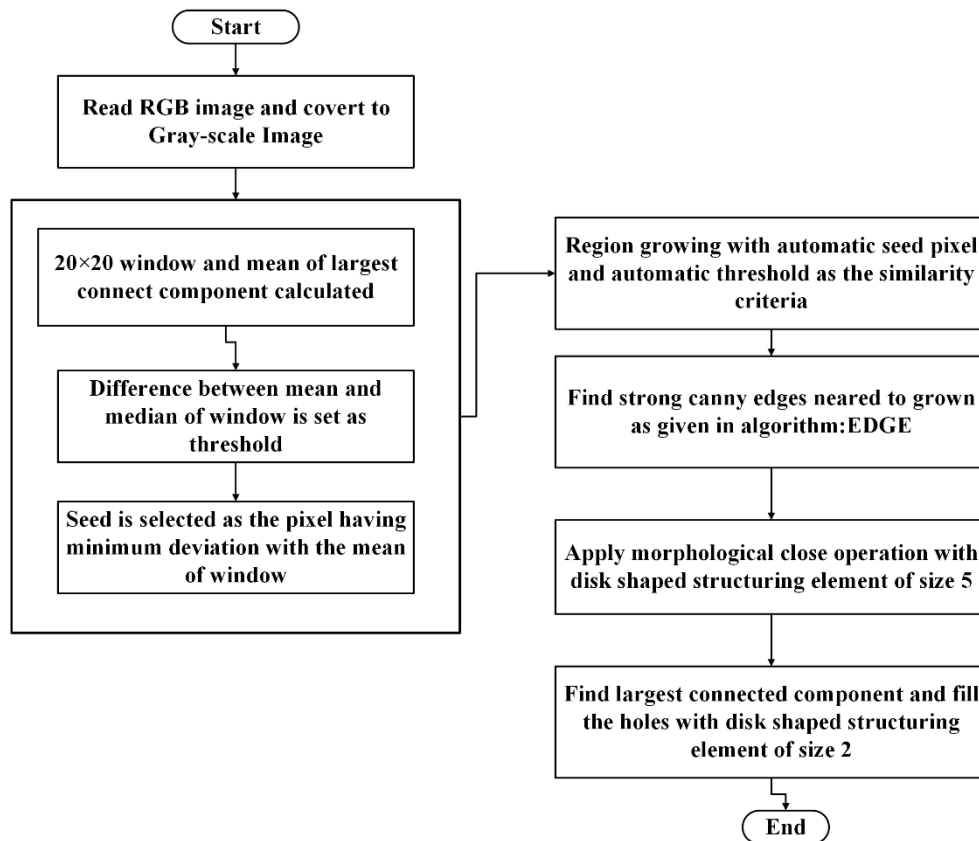 Start
Read RGB image and covert to
Gray-scale Image
20×20 window and mean of largest
connect component calculated
Difference between mean and
median of window is set as
threshold
Seed is selected as the pixel having
minimum deviation with the mean
of window
Region growing with automatic seed pixel
and automatic threshold as the similarity
criteria
Find strong canny edges neared to grown
as given in algorithm:EDGE
Apply morphological close operation with
disk shaped structuring element of size 5
Find largest connected component and fill
the holes with disk shaped structuring
element of size 2
End